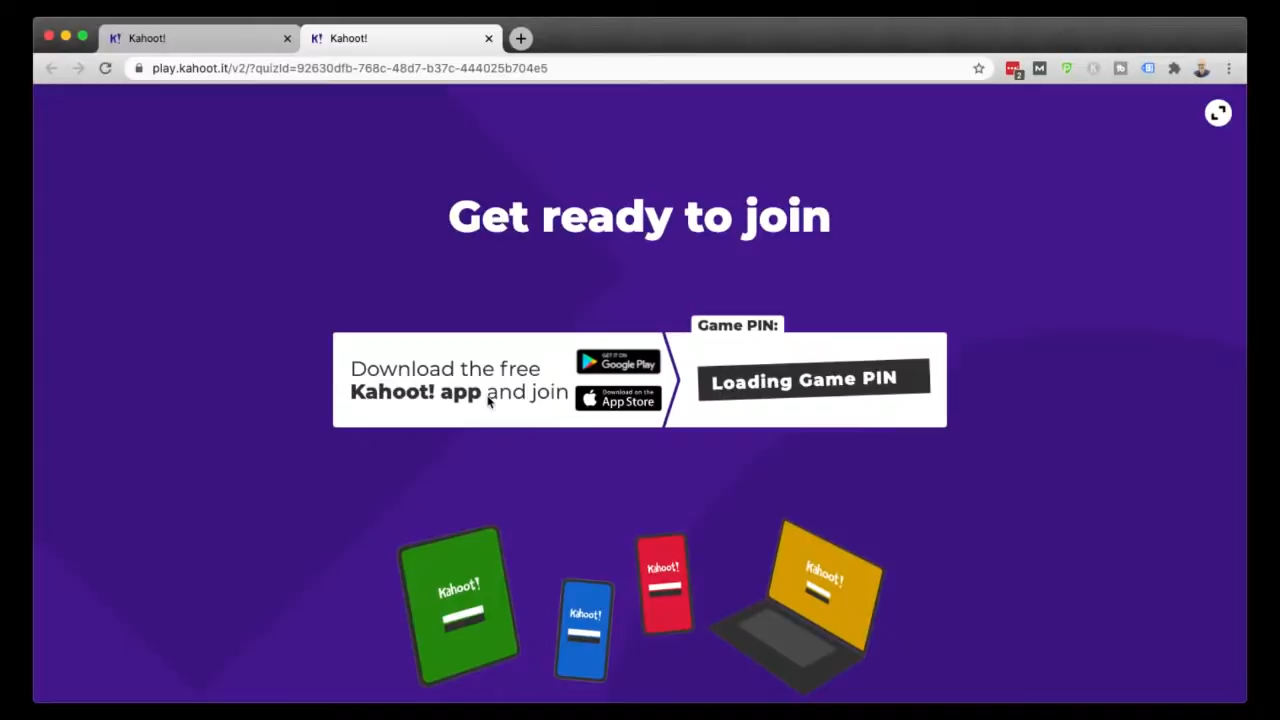 K! Kahoot!
K! Kahoot!
play.kahoot.it/v2/?quizId=92630dfb-768c-48d7-b37c-444025b704e5
2
M
Get ready to join
Game PIN:
Download the free
Kahoot! app and join
GET IT ON
Google Play
Download on the
App Store
Loading Game PIN
Kahoot!
Kahoot!
Kahoot!
Kahoot!